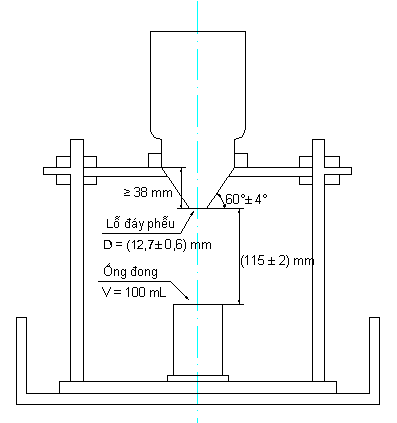 ≥ 38 mm
60°± 4°
Lỗ đáy phễu
D = (12,7± 0,6) mm
(115 ± 2) mm
Ống đong
V = 100 mL